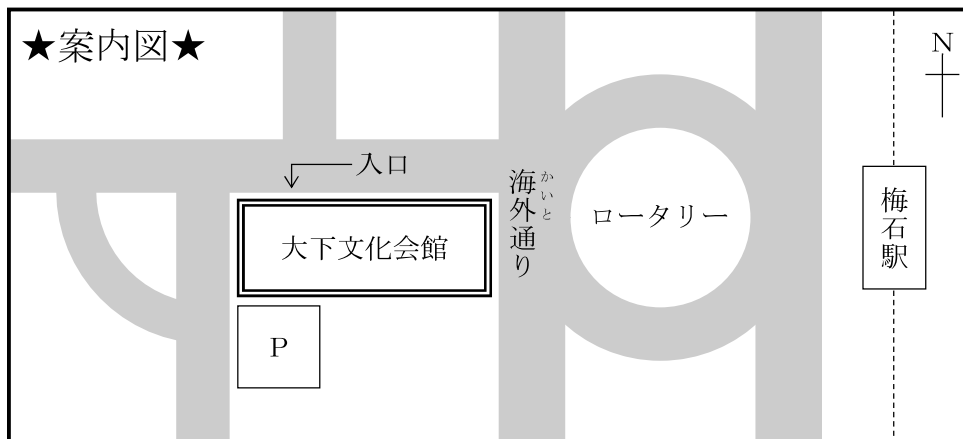 ★案内図★
N
入口
大下文化会館
P
海外通り
かいと
ロータリー
梅石駅